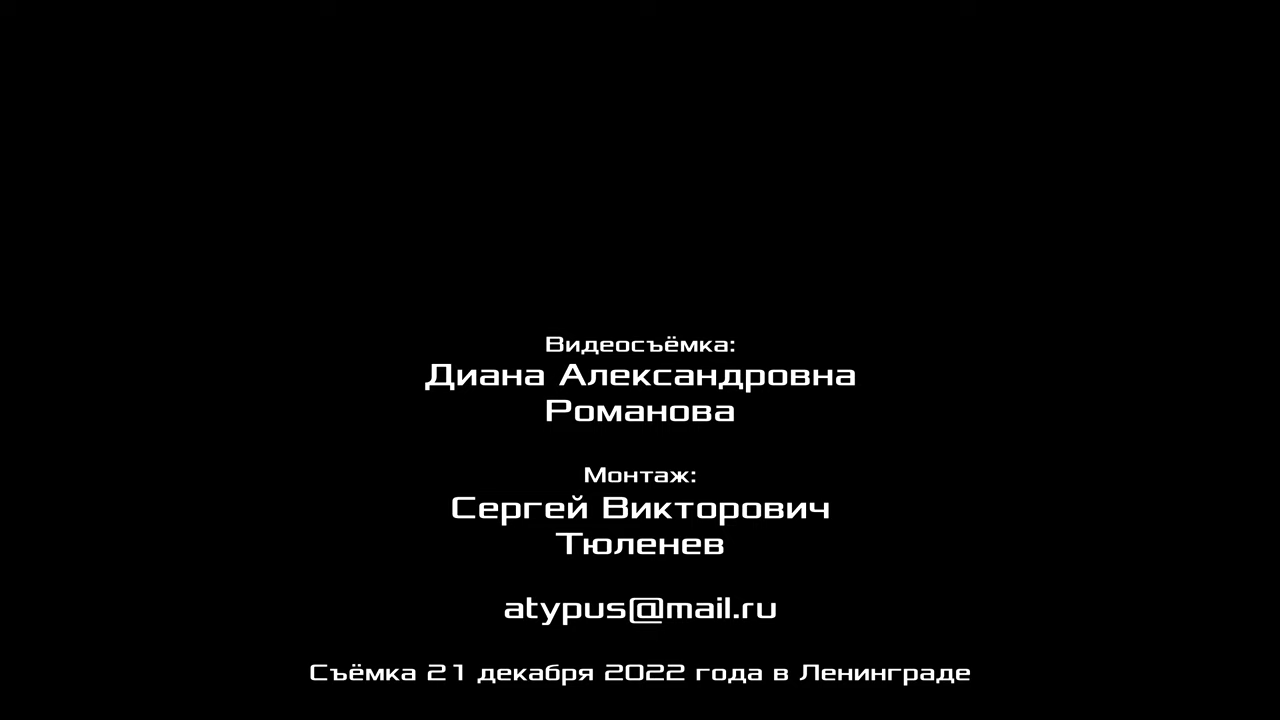 Видеосъёмка:
Диана Александровна
Романова
Монтаж:
Сергей Викторович
Тюленев
atypus@mail.ru
Съёмка 21 декабря 2022 года в Ленинграде